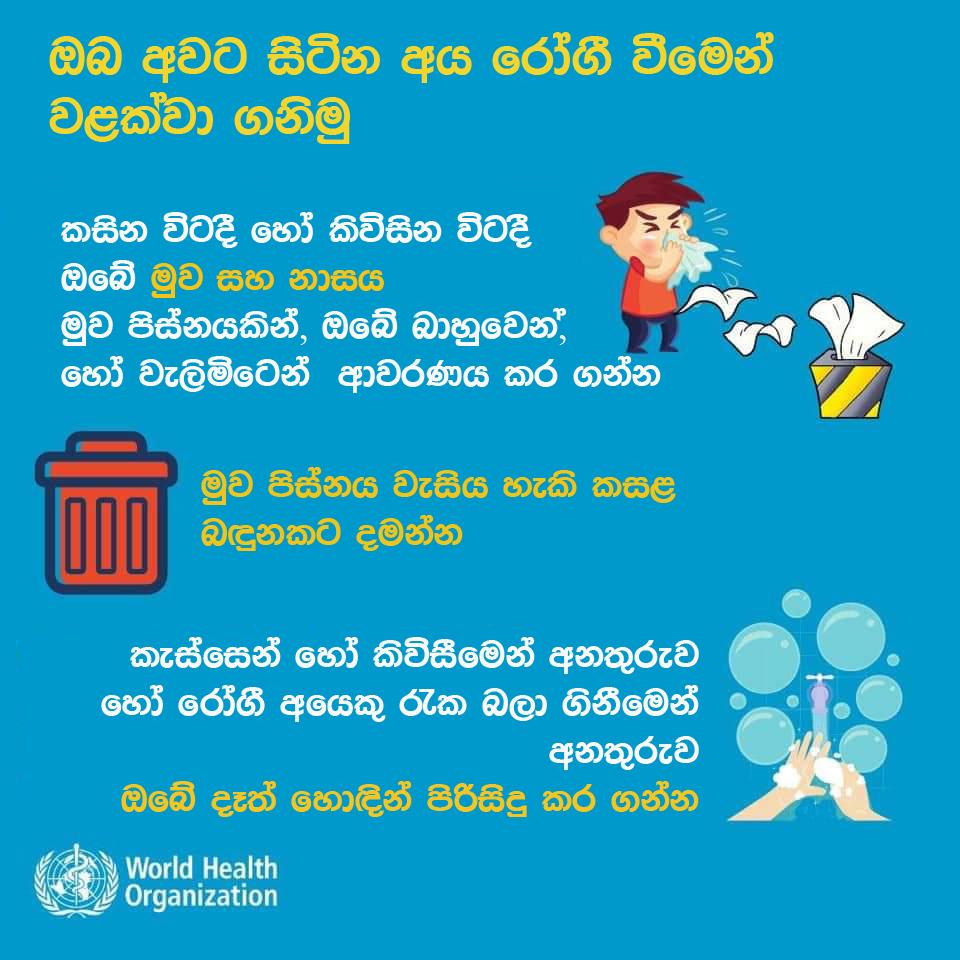 ඔබ අවට සිටින අය රෝගී වීමෙන්
වළක්වා ගනිමු
කසින විටදී හෝ කිවිසින විටදී
ඔබේ මුව සහ නාසය
මුව පිස්නයකින්, ඔබේ බාහුවෙන්,
හෝ වැලිමිටෙන් ආවරණය කර ගන්න
මුව පිස්නය වැසිය හැකි කසළ
බඳුනකට දමන්න
කැස්සෙන් හෝ කිවිසීමෙන් අනතුරුව
හෝ රෝගී අයෙකු රැක බලා ගිනීමෙන්
අනතුරුව
ඔබේ දෑත් හොඳින් පිරිසිදු කර ගන්න
World Health
Organization